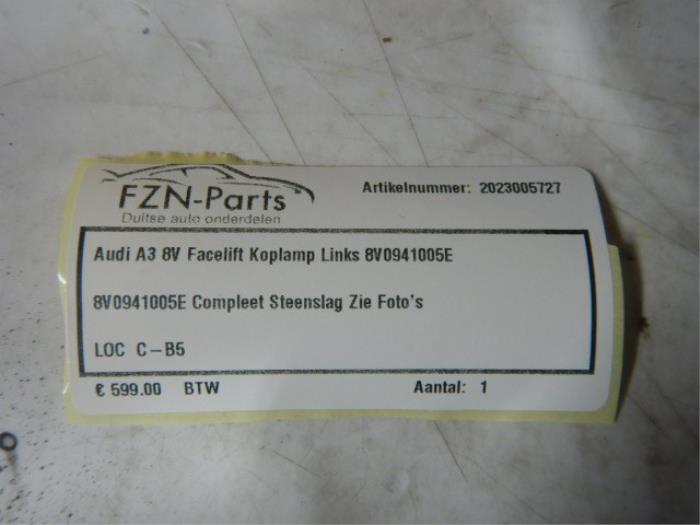 FZN-Parts
Duitse auto onderdelen
Artikelnummer: 2023005727
Audi A3 8V Facelift Koplamp Links 8V0941005E
8V0941005E Compleet Steenslag Zie Foto's
LOC C-B5
€ 599.00 BTW Aantal: 1